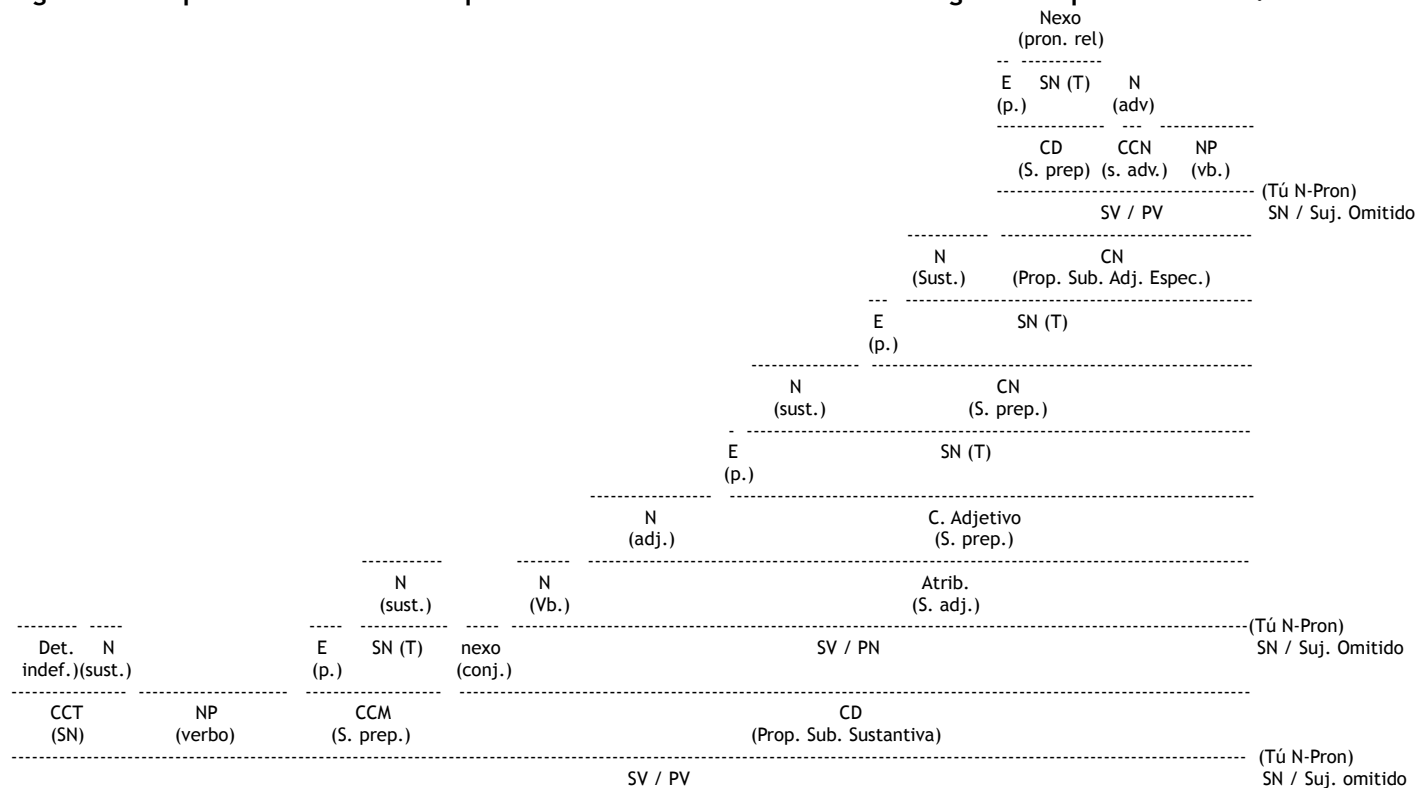 Nexo
(pron. rel)
-- ------------
E SN (T) N
(p.) (adv)
---------------- --- --------------
CD CCN NP
(S. prep) (s. adv.) (vb.)
-------------------------------------- (Tú N-Pron)
SV / PV SN / Suj. Omitido
------------ -------------------------------------
N CN
(Sust.) (Prop. Sub. Adj. Espec.)
--- ---------------------------------------------------
E SN (T)
(p.)
---------------- --------------------------------------------------------
N CN
(sust.) (S. prep.)
- --------------------------------------------------------------------------
E SN (T)
(p.)
------------------ ------------------------------------------------------------------------------
N C. Adjetivo
(adj.) (S. prep.)
------------ -------- ---------------------------------------------------------------------------------------------------
N N Atrib.
(sust.) (Vb.) (S. adj.)
--------- ----- ----- ------------- ----- --------------------------------------------------------------------------------------------------------------(Tú N-Pron)
Det. N E SN (T) nexo SV / PN SN / Suj. Omitido
indef.)(sust.) (p.) (conj.)
----------------- ---------------------- -------------------- ---------------------------------------------------------------------------------------------------------------------
CCT NP CCM CD
(SN) (verbo) (S. prep.) (Prop. Sub. Sustantiva)
---------------------------------------------------------------------------------------------------------------------------------------------------------------------------------------- (Tú N-Pron)
SV / PV SN / Suj. omitido